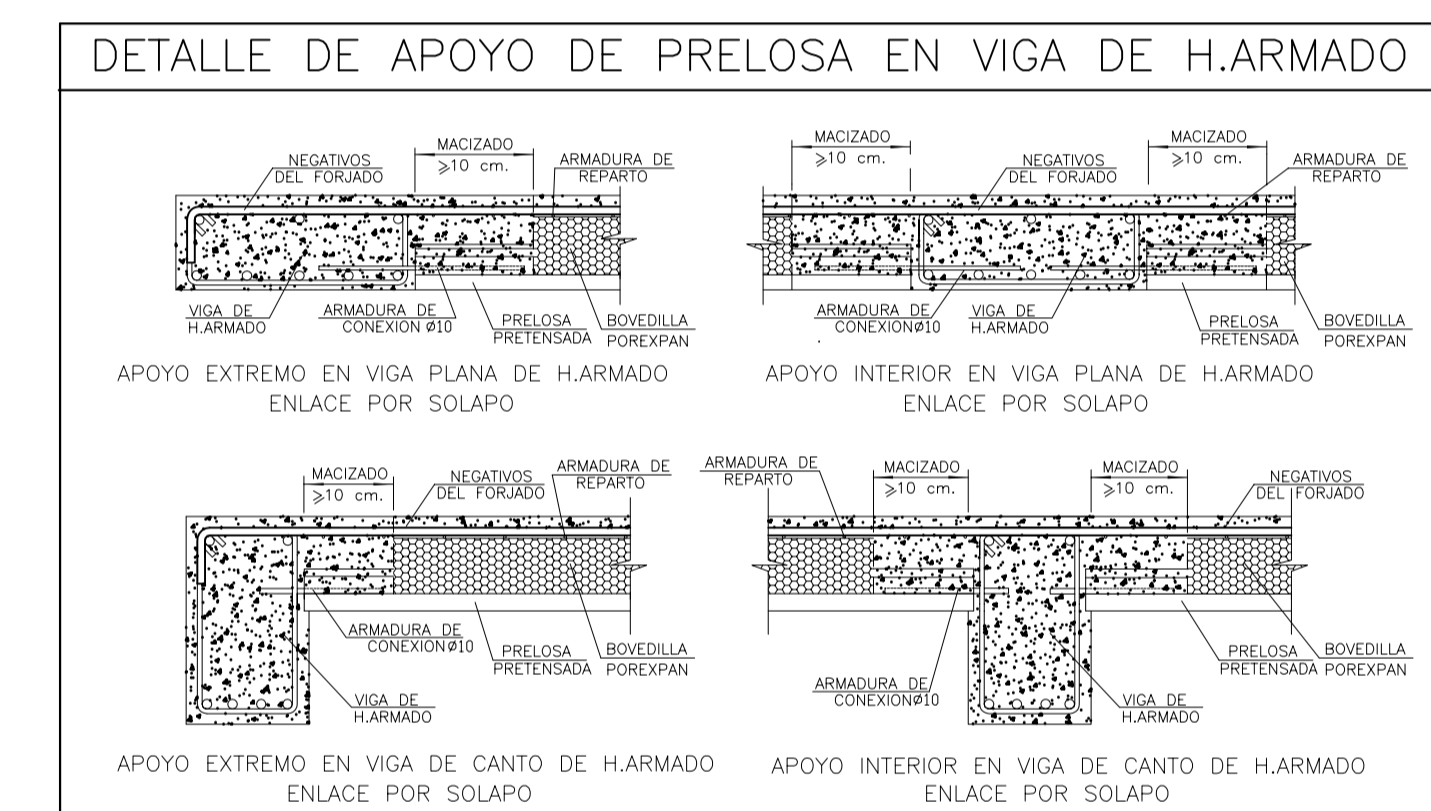 DETALLE DE APOYO DE PRELOSA EN VIGA DE H.ARMADO
NEGATIVOS
DEL FORJADO
MACIZADO
≥10 cm.
ARMADURA DE
REPARTO
VIGA DE
H.ARMADO
ARMADURA DE
CONEXION Ø10
PRELOSA
PRETENSADA
BOVEDILLA
POREXPAN
APOYO EXTREMO EN VIGA PLANA DE H.ARMADO
ENLACE POR SOLAPO
MACIZADO
≥10 cm.
NEGATIVOS
DEL FORJADO
MACIZADO
≥10 cm.
ARMADURA DE
REPARTO
ARMADURA DE
CONEXIONØ10
VIGA DE
H.ARMADO
PRELOSA
PRETENSADA
BOVEDILLA
POREXPAN
APOYO INTERIOR EN VIGA PLANA DE H.ARMADO
ENLACE POR SOLAPO
MACIZADO
≥10 cm.
NEGATIVOS
DEL FORJADO
ARMADURA DE
REPARTO
ARMADURA DE
CONEXIONØ10
PRELOSA
PRETENSADA
BOVEDILLA
POREXPAN
VIGA DE
H.ARMADO
APOYO EXTREMO EN VIGA DE CANTO DE H.ARMADO
ENLACE POR SOLAPO
ARMADURA DE
REPARTO
MACIZADO
≥10 cm.
MACIZADO
≥10 cm.
NEGATIVOS
DEL FORJADO
ARMADURA DE
CONEXIONØ10
VIGA DE
H.ARMADO
PRELOSA
PRETENSADA
BOVEDILLA
POREXPAN
APOYO INTERIOR EN VIGA DE CANTO DE H.ARMADO
ENLACE POR SOLAPO